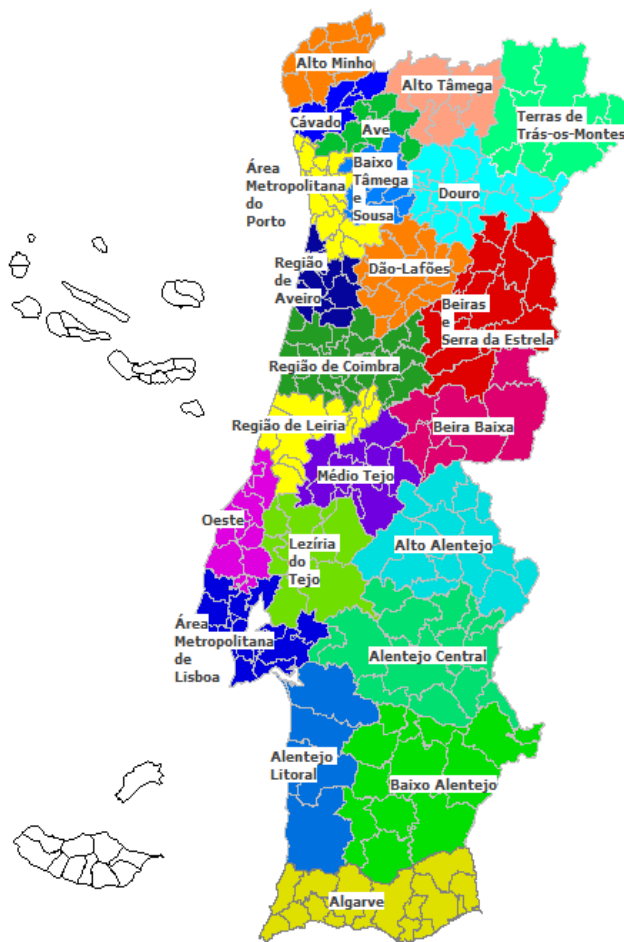 Alto Minho
Alto Tâmega
Cávado
Ave
Terras de
Trás-os-Montes
Área
Metropolitana
do
Porto
Baixo
Tâmega
e
Sousa
Douro
Região
de
Aveiro
Dão-Lafões
Beiras
e
Serra da Estrela
Região de Coimbra
Região de Leiria
Beira Baixa
Médio Tejo
Oeste
Lezíria
do
Tejo
Alto Alentejo
Área
Metropolitana
de
Lisboa
Alentejo Central
Alentejo
Litoral
Baixo Alentejo
Algarve